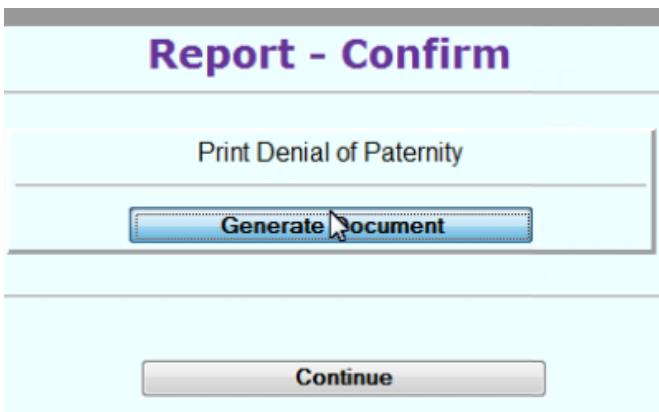 Report - Confirm
Print Denial of Paternity
Generate Document
Continue